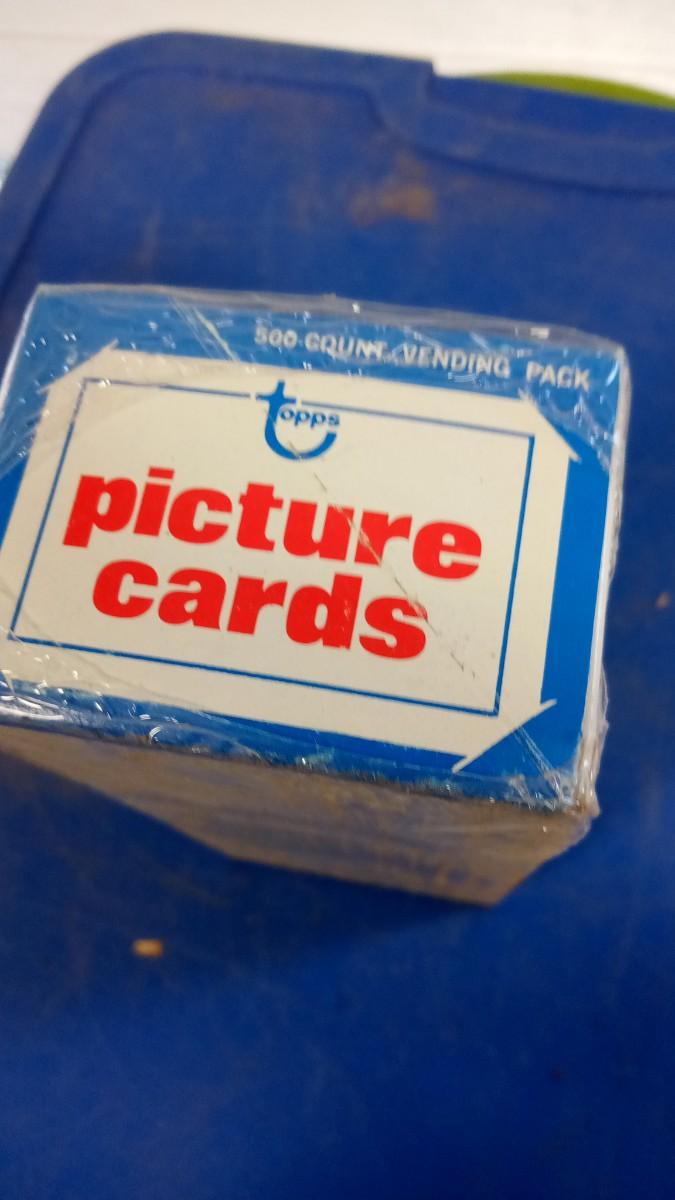 500 COUNT VENDING PACK
topps
picture
cards